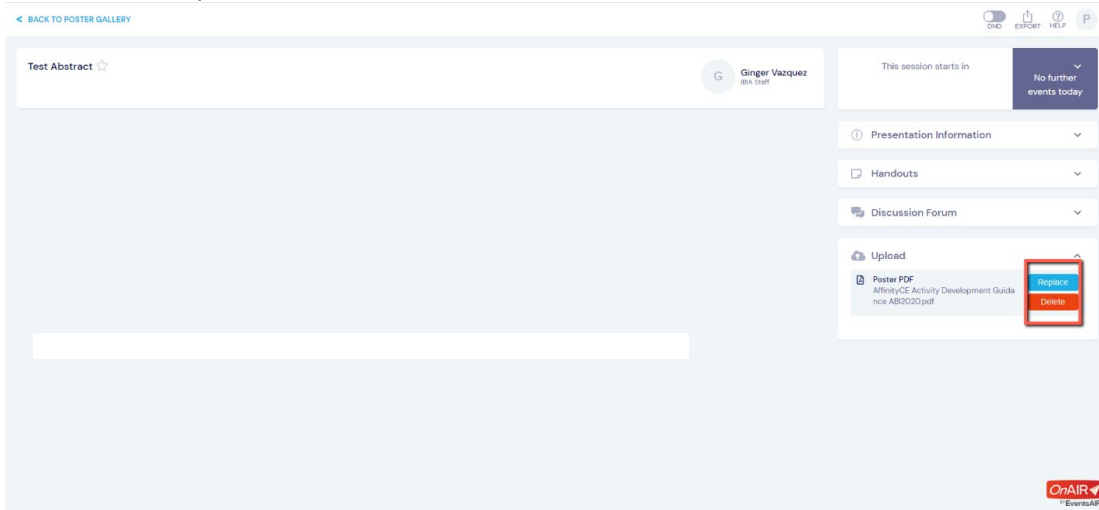 < BACK TO POSTER GALLERY
DND
EXPORT
HELP
P
Test Abstract
G
Ginger Vazquez
IBIA Staff
This session starts in
No further
events today
Presentation Information
Handouts
Discussion Forum
Upload
Poster PDF
AffinityCE Activity Development Guida
nce ABI2020.pdf
Replace
Delete
OnAIR
BY EventsAIR